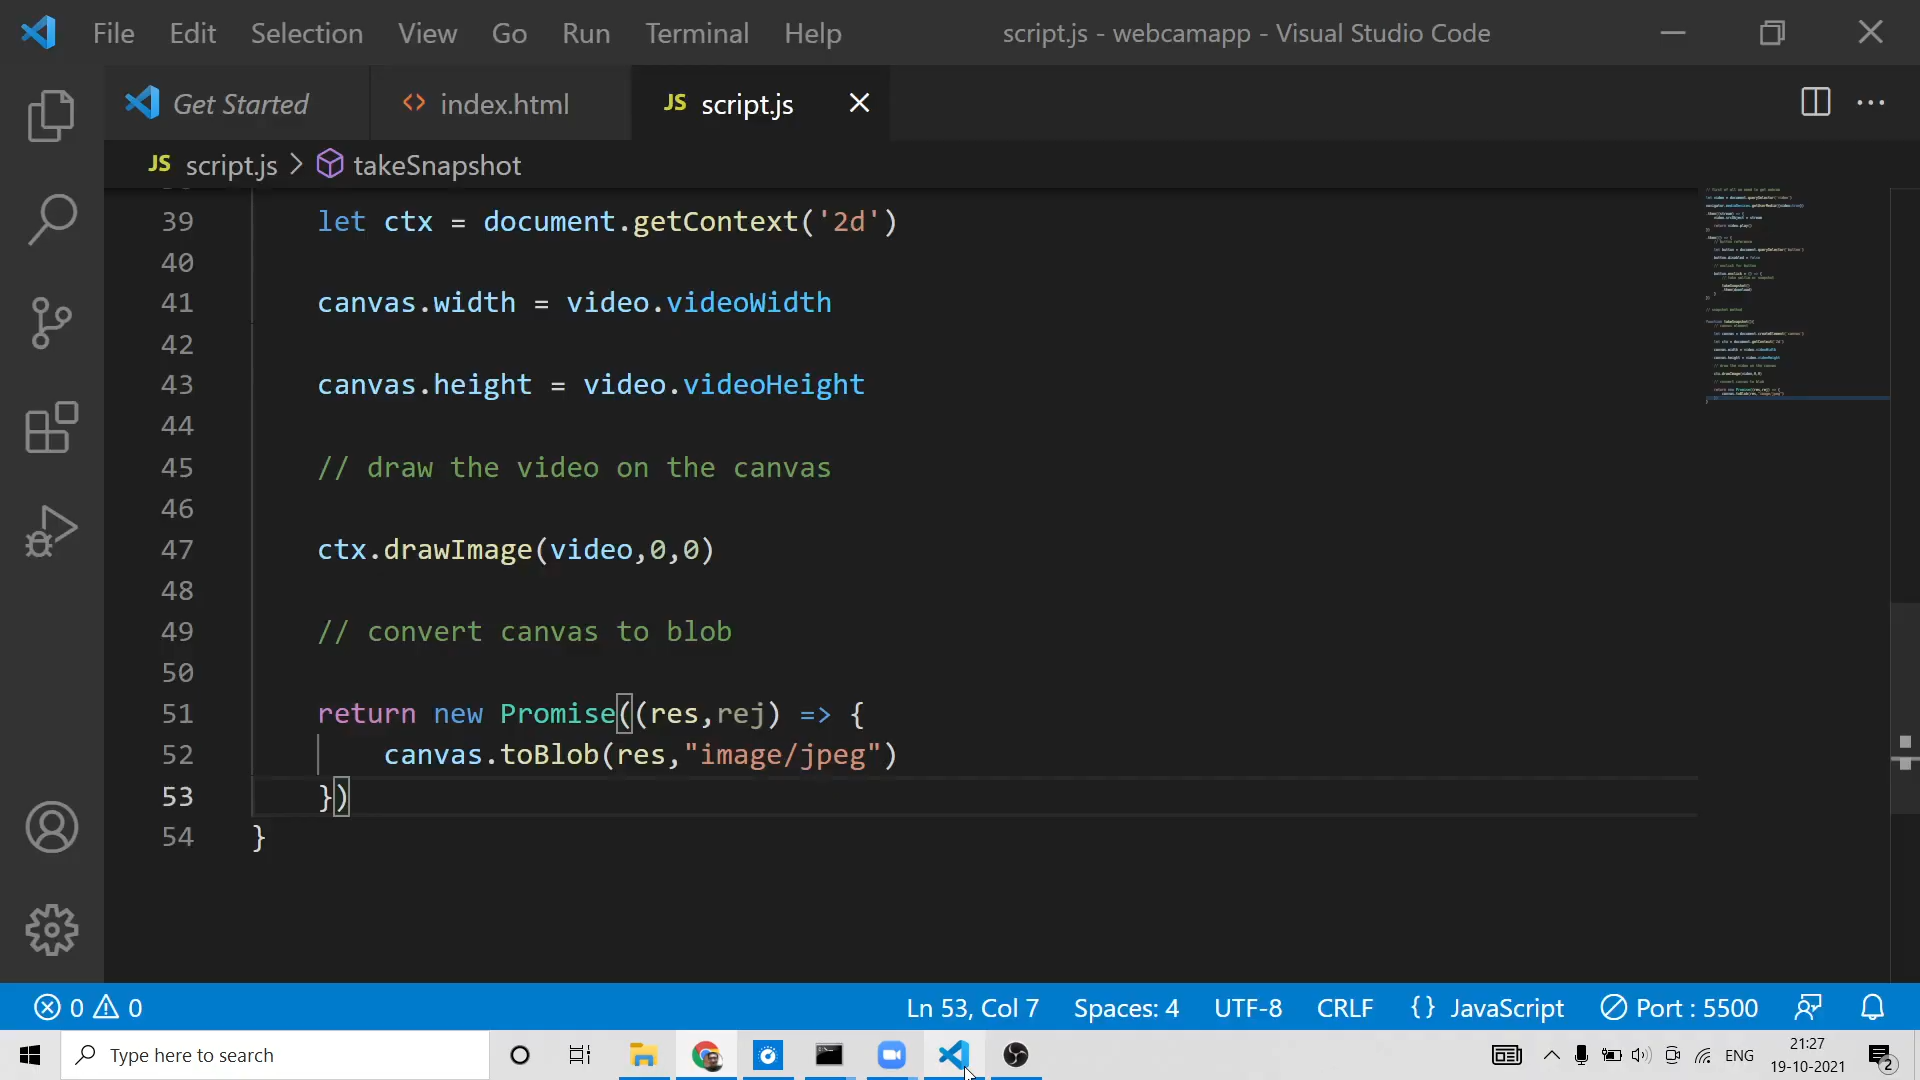 File Edit Selection View Go Run Terminal Help script.js - webcamapp - Visual Studio Code
Get Started index.html JS script.js
JS script.js > takeSnapshot
39 let ctx = document.getContext('2d')
40
41 canvas.width = video.videoWidth
42
43 canvas.height = video.videoHeight
44
45 // draw the video on the canvas
46
47 ctx.drawImage(video,0,0)
48
49 // convert canvas to blob
50
51 return new Promise((res,rej) => {
52 canvas.toBlob(res,"image/jpeg")
53 })
54 }
0 0 Ln 53, Col 7 Spaces: 4 UTF-8 CRLF {} JavaScript Port : 5500
Type here to search ENG 21:27
19-10-2021 2